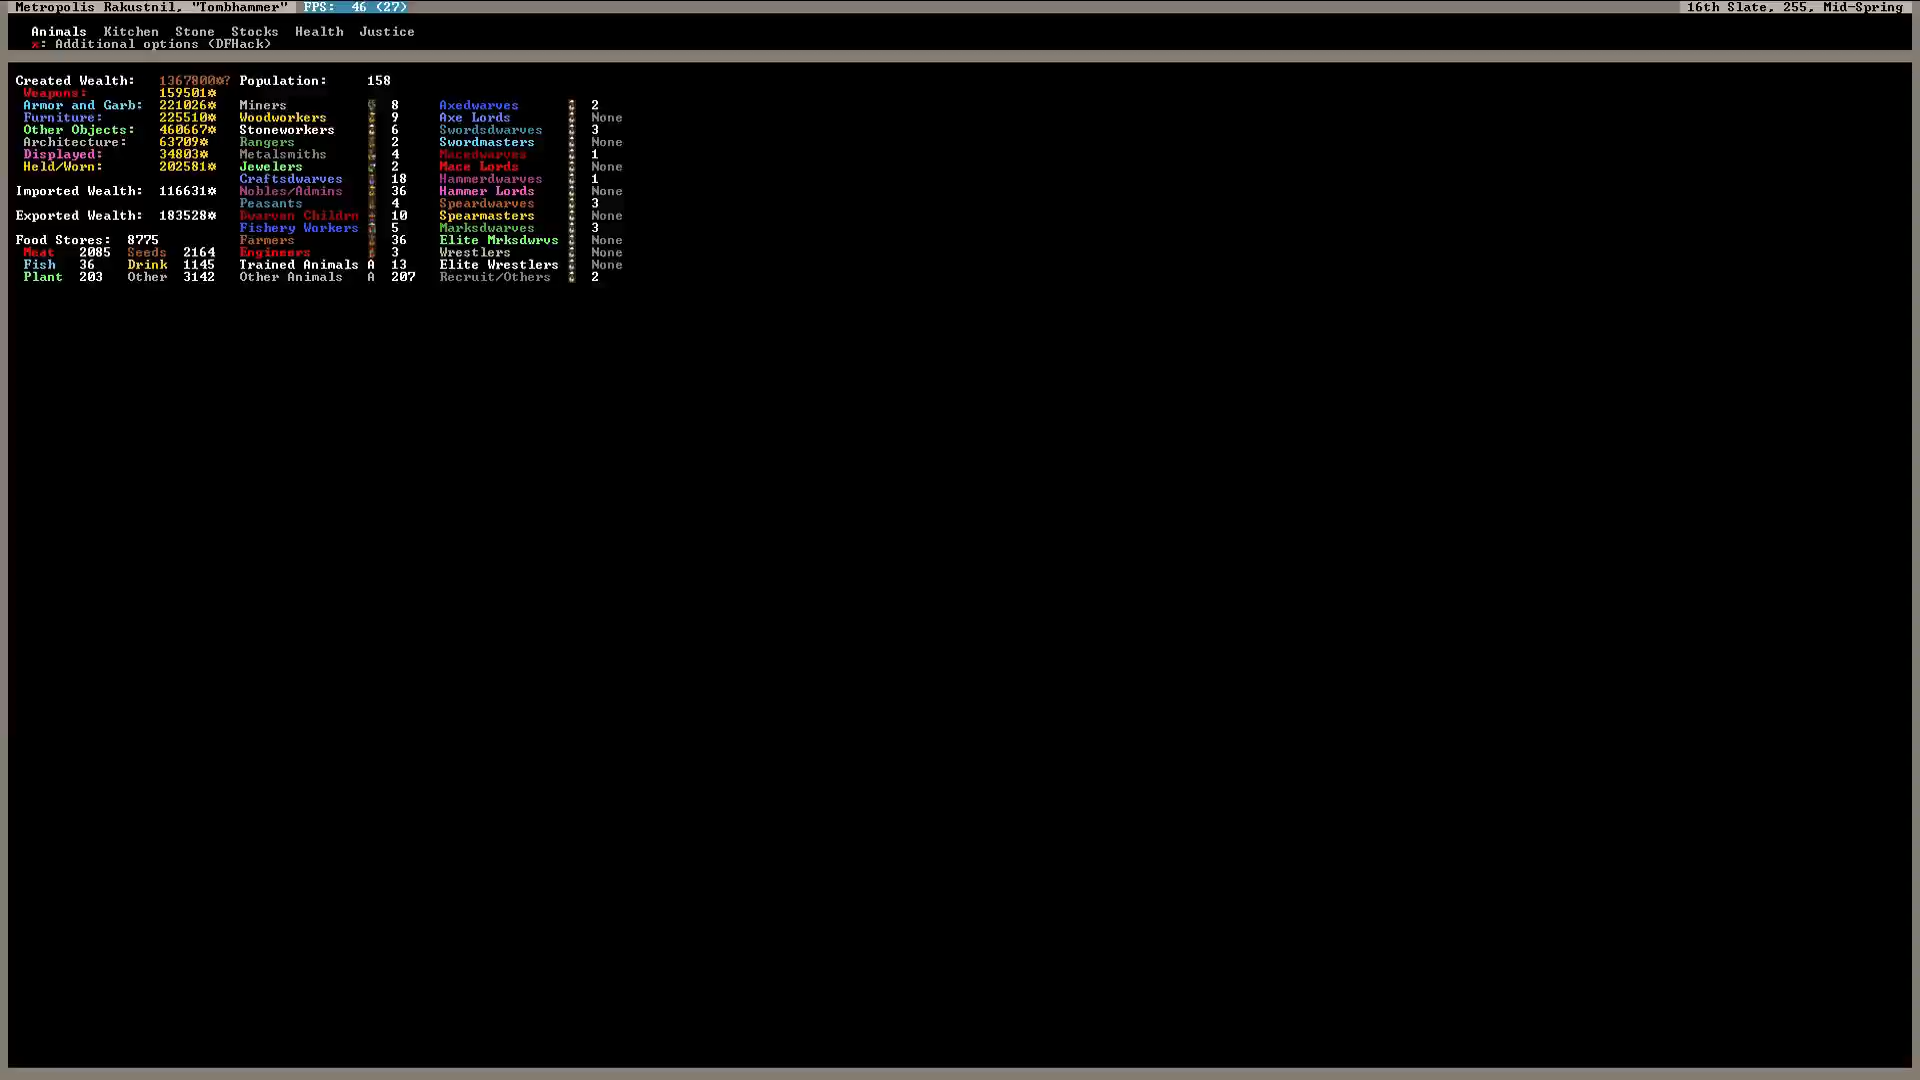 Metropolis Rakustnil, "Tombhammer" FPS: 46 (27) 16th Slate, 255, Mid-Spring
Animals Kitchen Stone Stocks Health Justice
x: Additional options (DFHack)
Created Wealth: 1367800☼? Population: 158
Weapons: 159501☼
Armor and Garb: 221026☼ Miners 8 Axedwarves 2
Furniture: 225510☼ Woodworkers 9 Axe Lords None
Other Objects: 460667☼ Stoneworkers 6 Swordsdwarves 3
Architecture: 63709☼ Rangers 2 Swordmasters None
Displayed: 34803☼ Metalsmiths 4 Macedwarves 1
Held/Worn: 202581☼ Jewelers 2 Mace Lords None
Craftsdwarves 18 Hammerdwarves 1
Imported Wealth: 116631☼ Nobles/Admins 36 Hammer Lords None
Peasants 4 Speardwarves 3
Exported Wealth: 183528☼ Dwarven Childrn 10 Spearmasters None
Fishery Workers 5 Marksdwarves 3
Food Stores: 8775 Farmers 36 Elite Mrksdwrvs None
Meat 2085 Seeds 2164 Engineers 3 Wrestlers None
Fish 36 Drink 1145 Trained Animals A 13 Elite Wrestlers None
Plant 203 Other 3142 Other Animals A 207 Recruit/Others 2